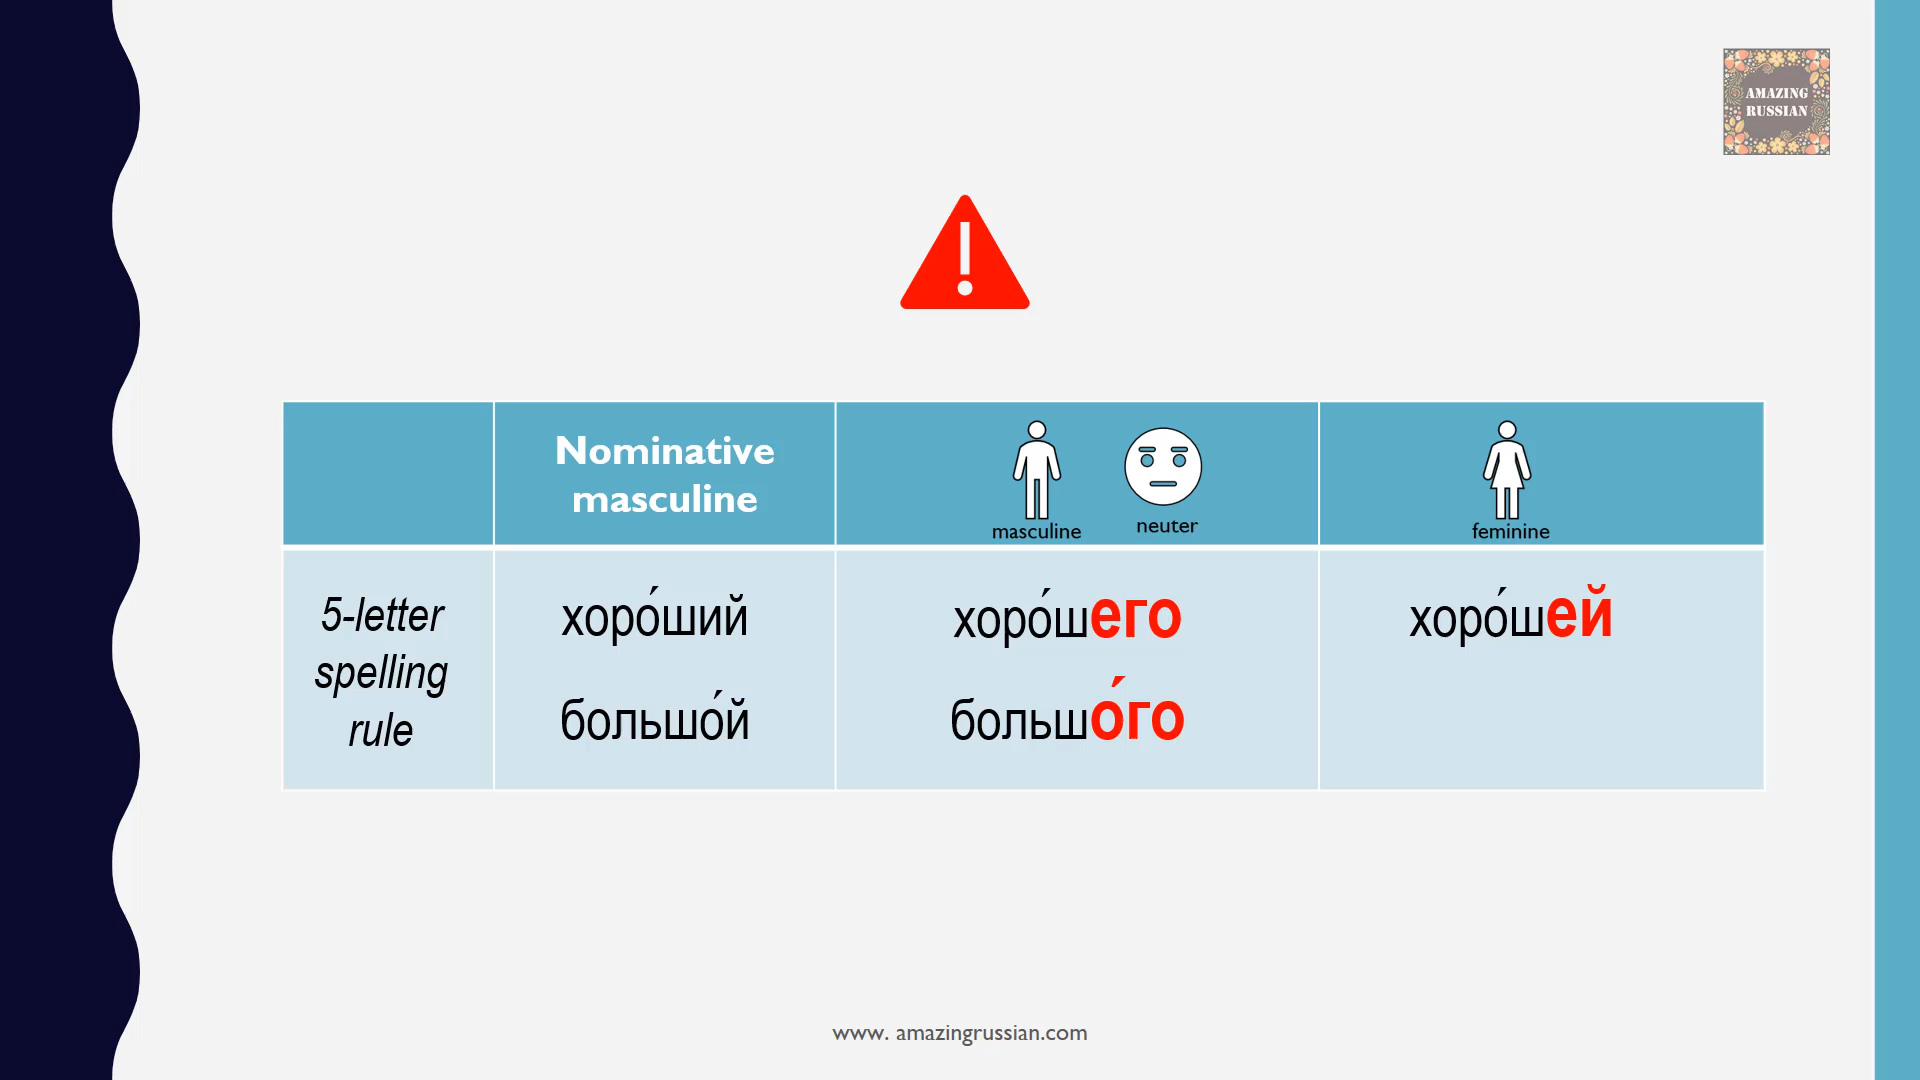 AMAZING
RUSSIAN
Nominative
masculine
masculine
neuter
feminine
5-letter
spelling
rule
хоро́ший
хоро́шего
хоро́шей
большо́й
большо́го
www. amazingrussian.com